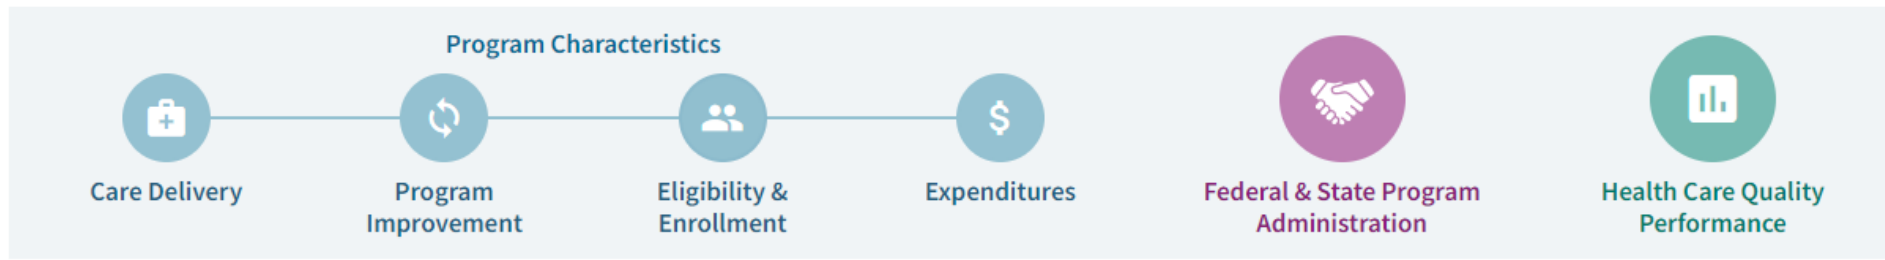 Program Characteristics
Care Delivery
Program
Improvement
Eligibility &
Enrollment
$
Expenditures
Federal & State Program
Administration
Health Care Quality
Performance